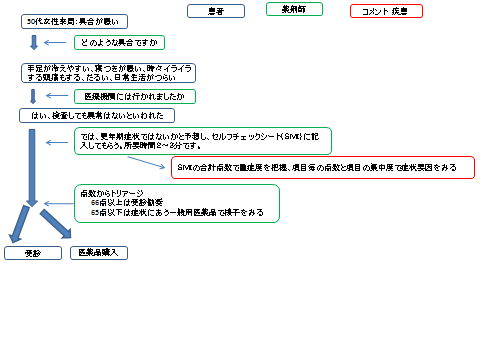 患者
薬剤師
コメント 疾患
50代女性来局：具合が悪い
どのような具合ですか
手足が冷えやすい、寝つきが悪い、時々イライラ
する頭痛もする、だるい、日常生活がつらい
医療機関には行かれましたか
はい、検査しても異常はないといわれた
では、更年期症状ではないかと予想し、セルフチェックシート(SMI)に記
入してもらう。所要時間2～3分です。
SMIの合計点数で重症度を把握、項目毎の点数と項目の集中度で症状要因をみる
点数からトリアージ
66点以上は受診勧奨
65点以下は症状にあう一般用医薬品で様子をみる
受診
医薬品購入